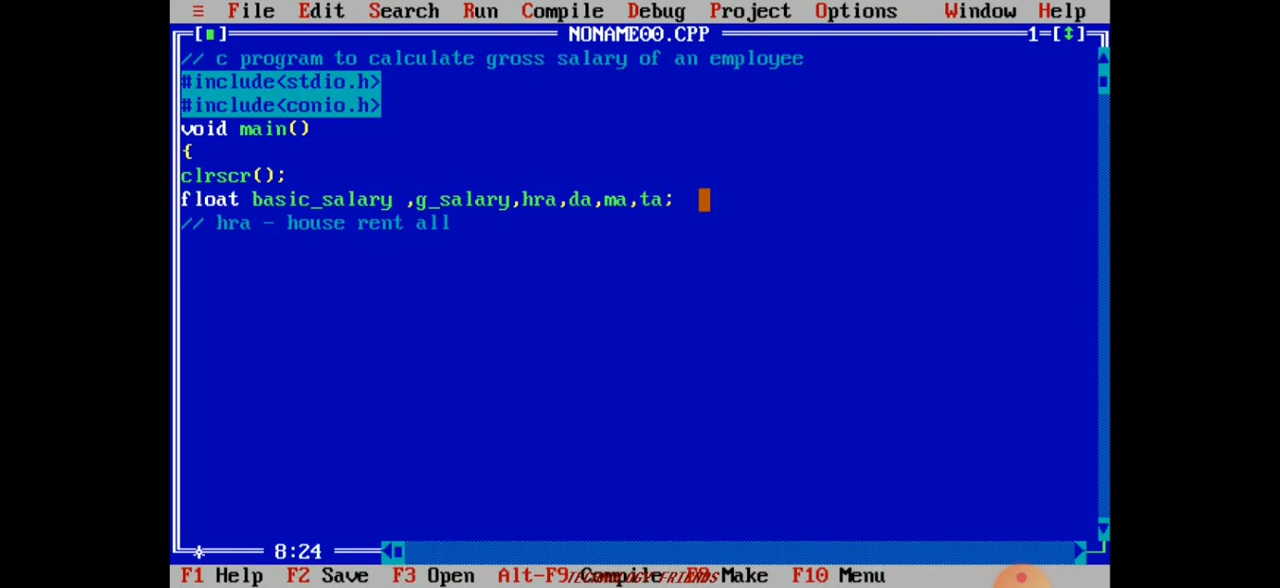 ≡ File Edit Search Run Compile Debug Project Options Window Help
[■] NONAME00.CPP 1=[↕]
// c program to calculate gross salary of an employee
#include<stdio.h>
#include<conio.h>
void main()
{
clrscr();
float basic_salary ,g_salary,hra,da,ma,ta;
// hra - house rent all
8:24
F1 Help F2 Save F3 Open Alt-F9 Compile F9 Make F10 Menu